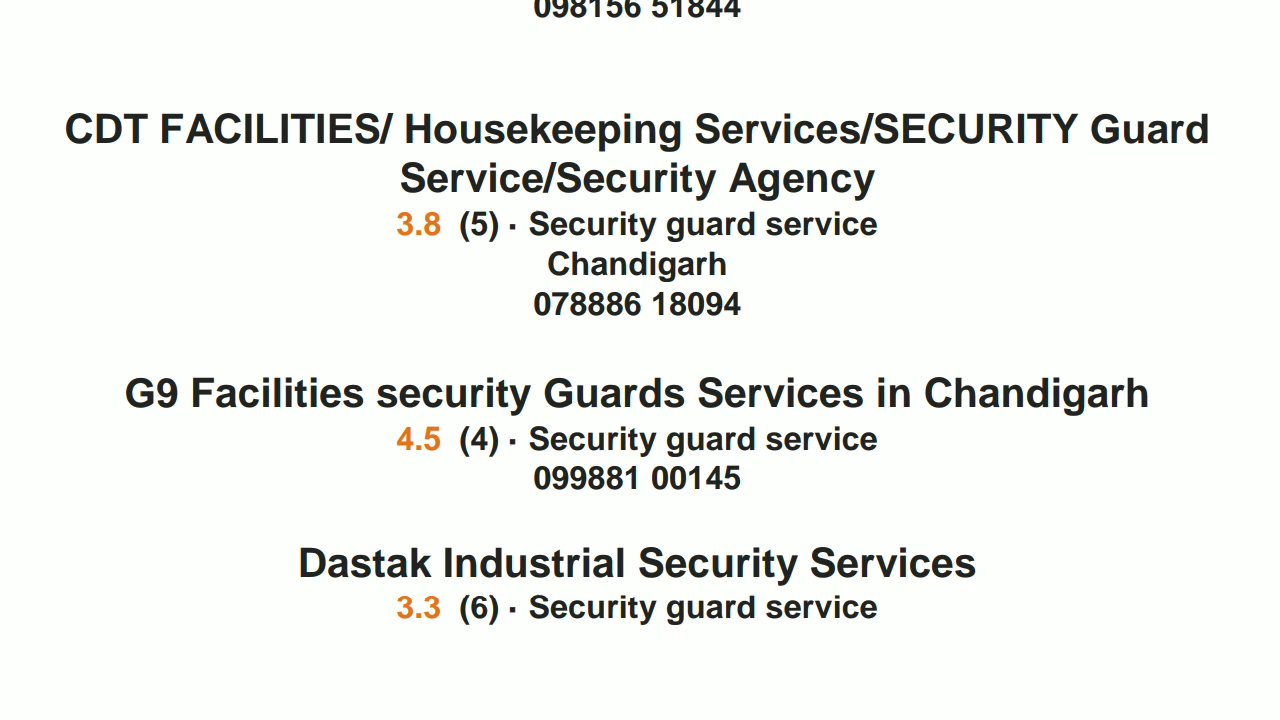 098156 51844
CDT FACILITIES/ Housekeeping Services/SECURITY Guard
Service/Security Agency
3.8 (5) · Security guard service
Chandigarh
078886 18094
G9 Facilities security Guards Services in Chandigarh
4.5 (4) · Security guard service
099881 00145
Dastak Industrial Security Services
3.3 (6) · Security guard service